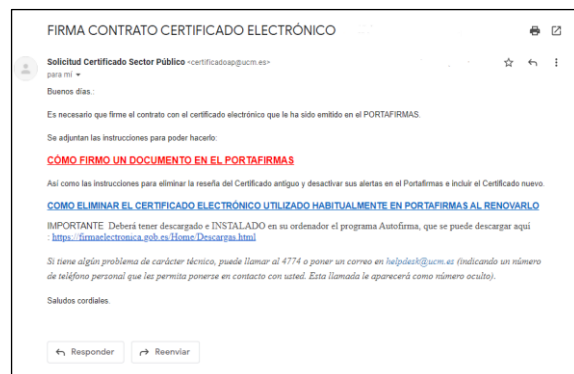 FIRMA CONTRATO CERTIFICADO ELECTRÓNICO
Solicitud Certificado Sector Público <certificadoap@ucm.es>
para mí
Buenos días.:
Es necesario que firme el contrato con el certificado electrónico que le ha sido emitido en el PORTAFIRMAS.
Se adjuntan las instrucciones para poder hacerlo:
CÓMO FIRMO UN DOCUMENTO EN EL PORTAFIRMAS
Así como las instrucciones para eliminar la reseña del Certificado antiguo y desactivar sus alertas en el Portafirmas e incluir el Certificado nuevo.
COMO ELIMINAR EL CERTIFICADO ELECTRÓNICO UTILIZADO HABITUALMENTE EN PORTAFIRMAS AL RENOVARLO
IMPORTANTE Deberá tener descargado e INSTALADO en su ordenador el programa Autofirma, que se puede descargar aquí
: https://firmaelectronica.gob.es/Home/Descargas.html
Si tiene algún problema de carácter técnico, puede llamar al 4774 o poner un correo en helpdesk@ucm.es (indicando un número
de teléfono personal que les permita ponerse en contacto con usted. Esta llamada le aparecerá como número oculto).
Saludos cordiales.
Responder
Reenviar